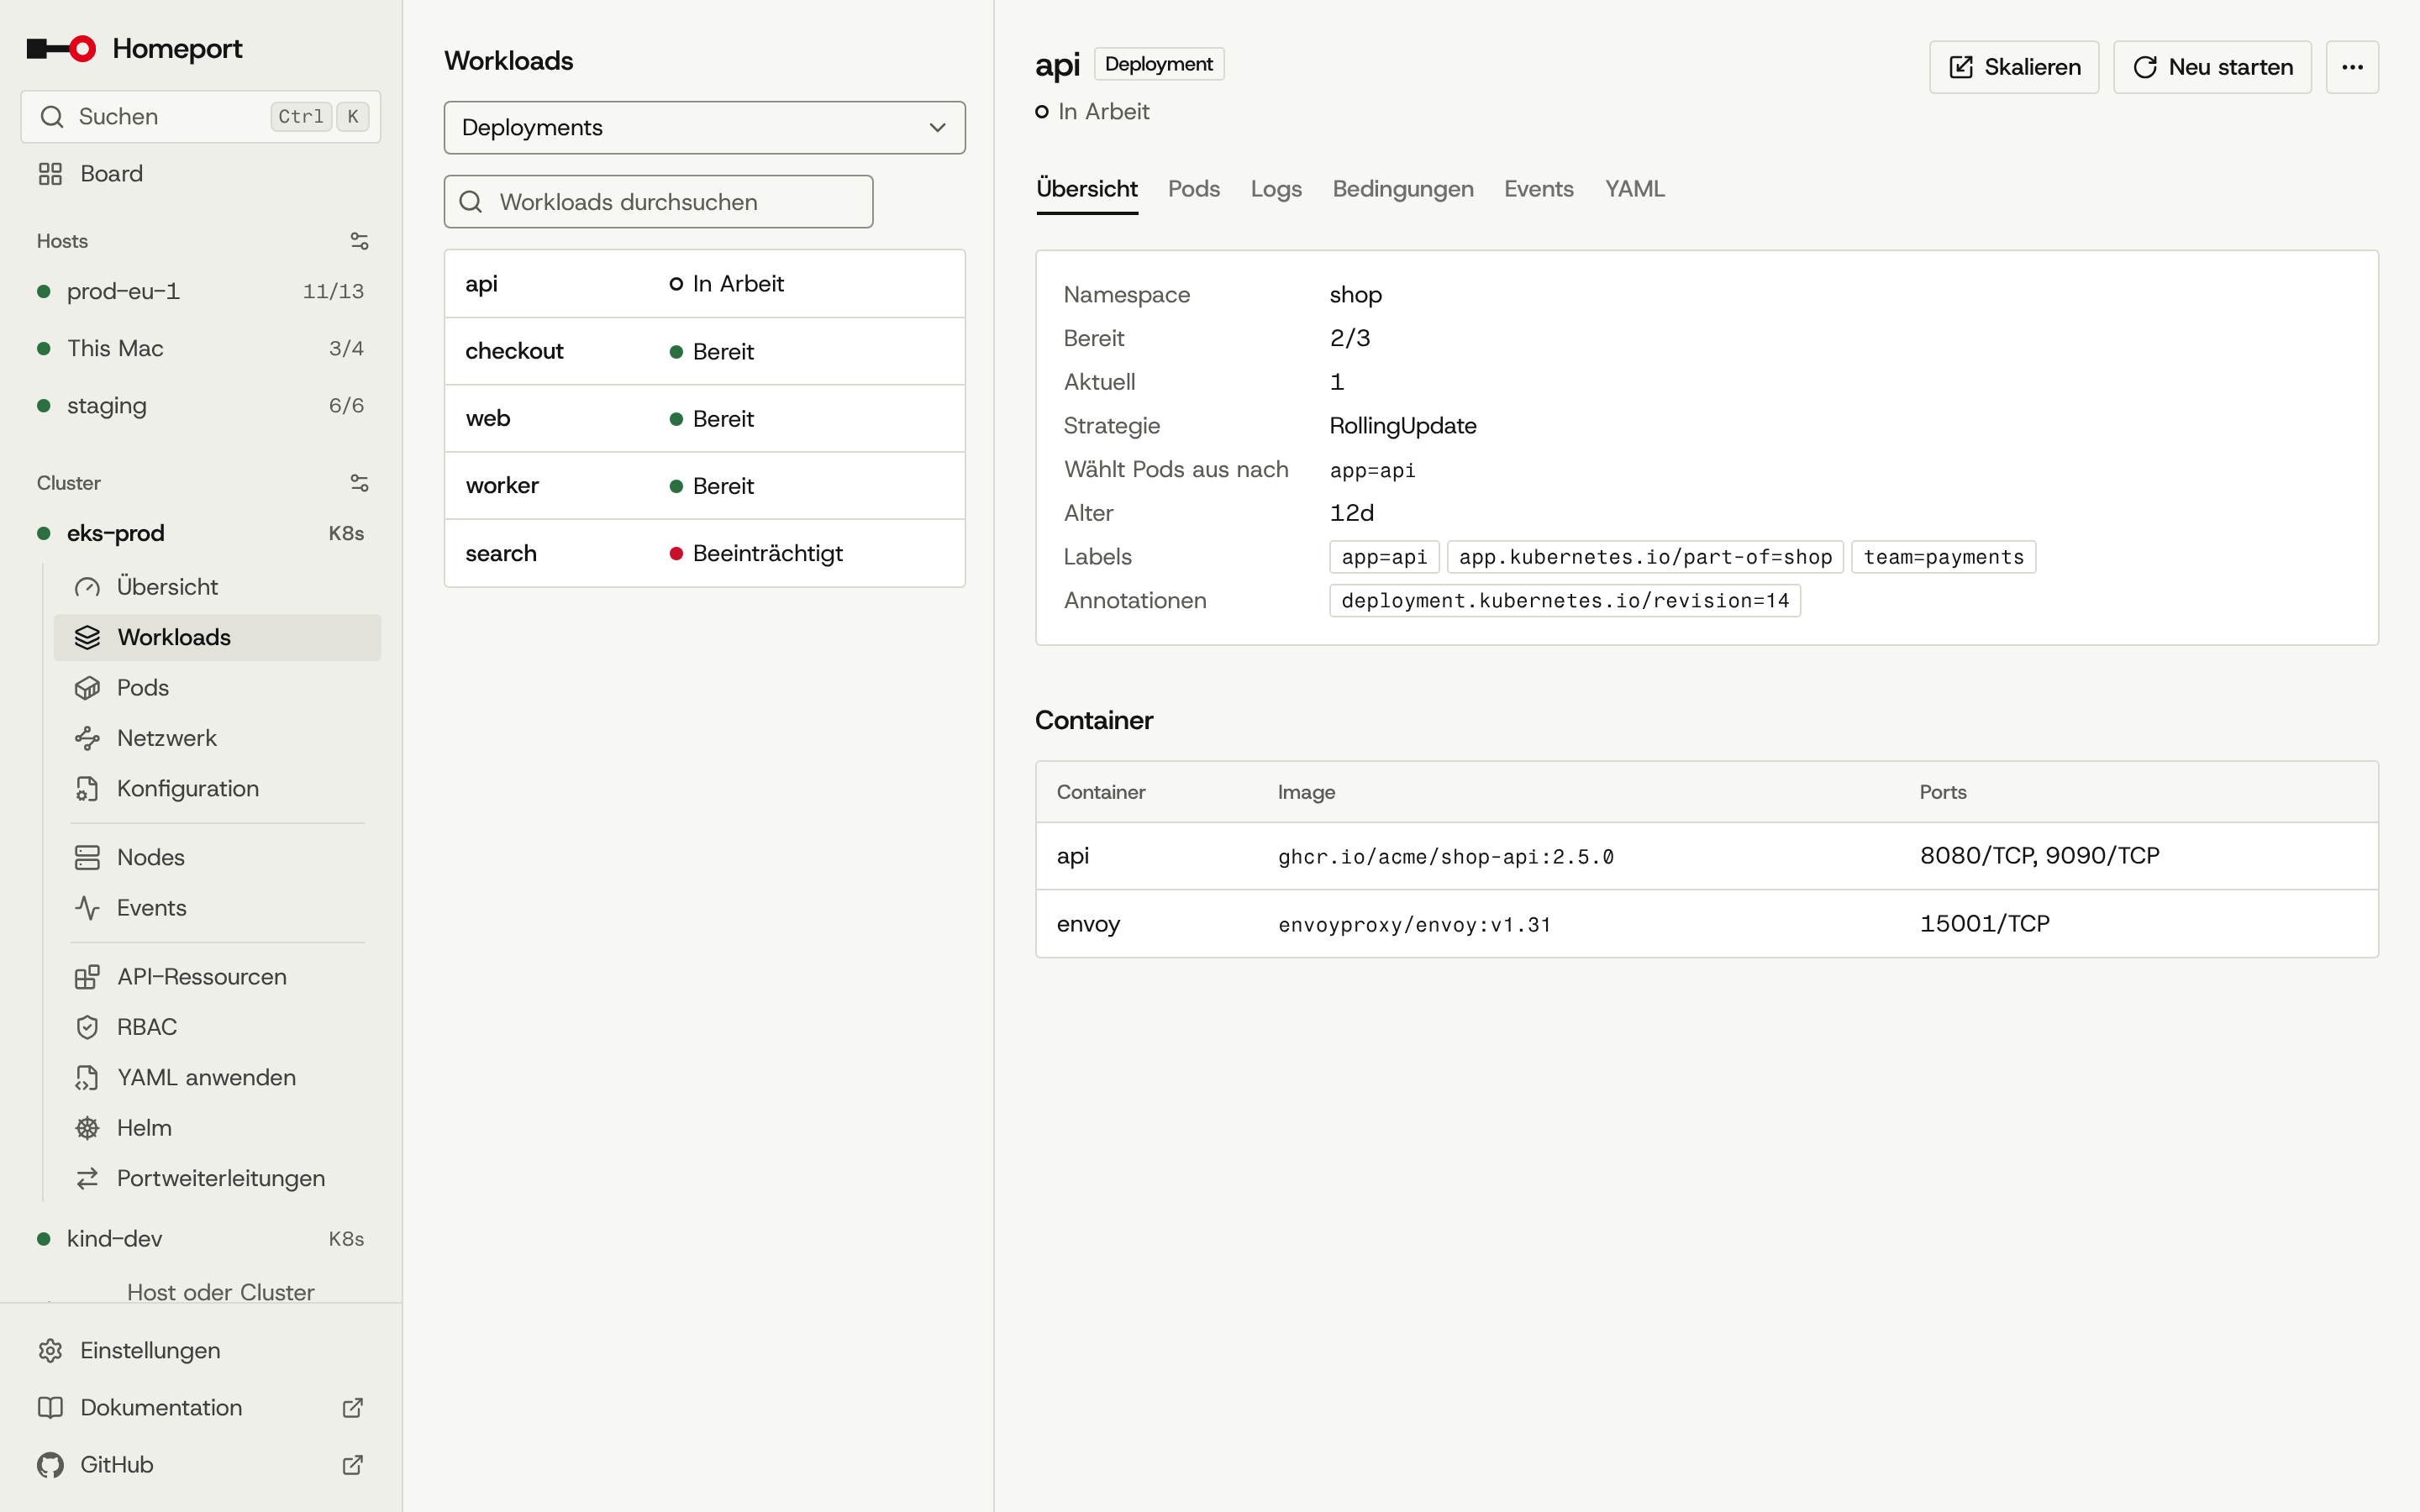 Homeport
Suchen Ctrl K
Board
Hosts
prod-eu-1 11/13
This Mac 3/4
staging 6/6
Cluster
eks-prod K8s
Übersicht
Workloads
Pods
Netzwerk
Konfiguration
Nodes
Events
API-Ressourcen
RBAC
YAML anwenden
Helm
Portweiterleitungen
kind-dev K8s
Host oder Cluster
Einstellungen
Dokumentation
GitHub
Workloads
Deployments
Workloads durchsuchen
api In Arbeit
checkout Bereit
web Bereit
worker Bereit
search Beeinträchtigt
api Deployment
In Arbeit
Skalieren
Neu starten
Übersicht Pods Logs Bedingungen Events YAML
Namespace shop
Bereit 2/3
Aktuell 1
Strategie RollingUpdate
Wählt Pods aus nach app=api
Alter 12d
Labels app=api app.kubernetes.io/part-of=shop team=payments
Annotationen deployment.kubernetes.io/revision=14
Container
Container Image Ports
api ghcr.io/acme/shop-api:2.5.0 8080/TCP, 9090/TCP
envoy envoyproxy/envoy:v1.31 15001/TCP